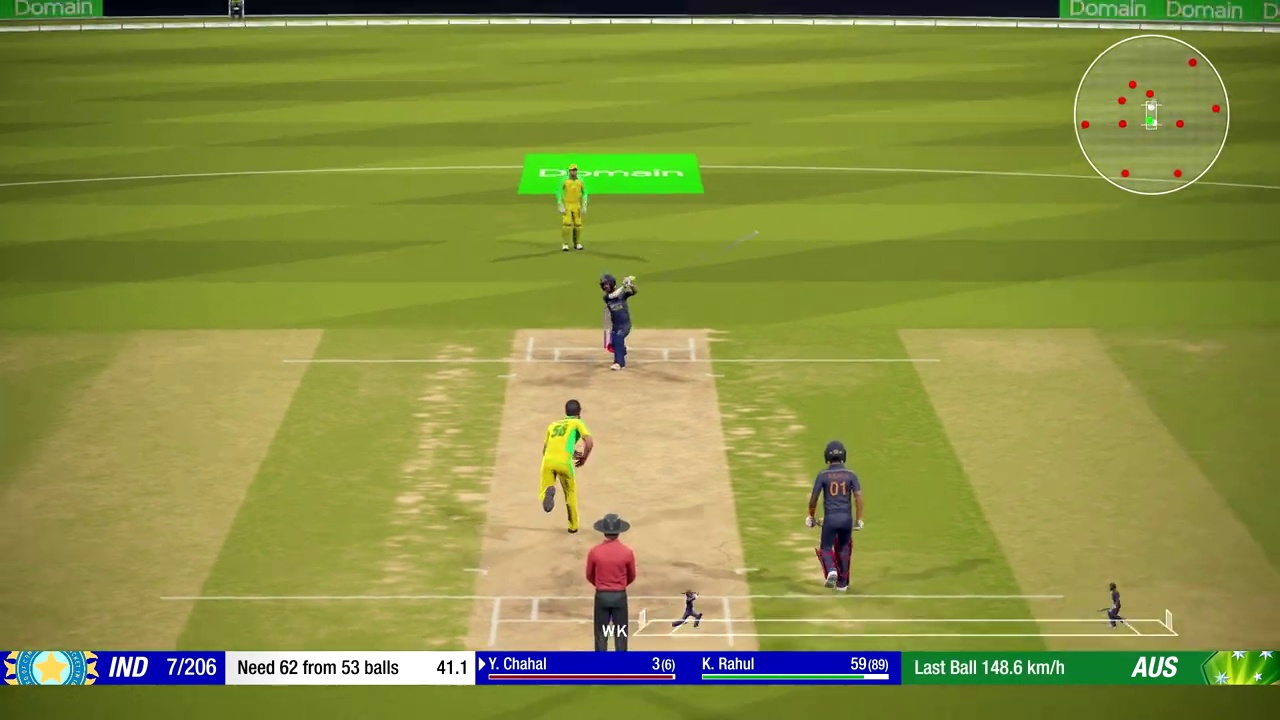 Domain
Domain Domain D
Domain
56
01
WK
IND 7/206 Need 62 from 53 balls 41.1 Y. Chahal 3(6) K. Rahul 59(89) Last Ball 148.6 km/h AUS